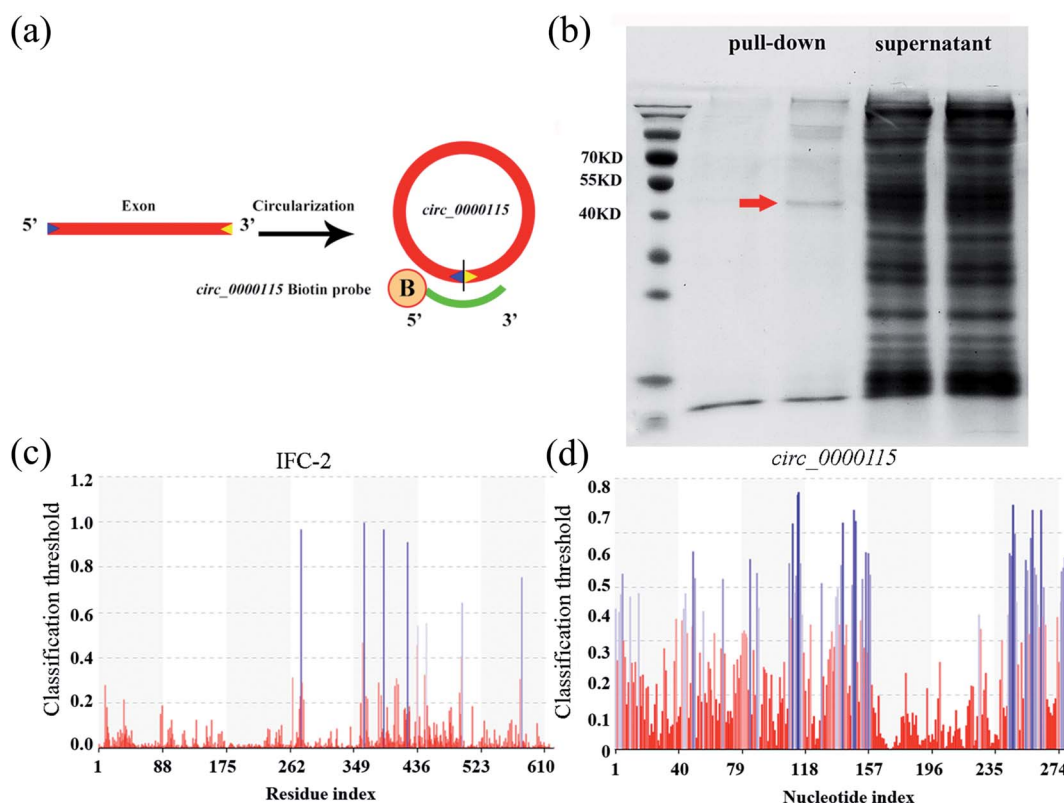 (a)
5’
Exon
3’
Circularization
circ_0000115
circ_0000115 Biotin probe
B
5’
3’
(b)
pull-down
supernatant
70KD
55KD
40KD
(c)
IFC-2
Classification threshold
1.2
1.0
0.8
0.6
0.4
0.2
0.0
1
88
175
262
349
436
523
610
Residue index
(d)
circ_0000115
Classification threshold
0.8
0.7
0.6
0.5
0.4
0.3
0.2
0.1
0
1
40
79
118
157
196
235
274
Nucleotide index